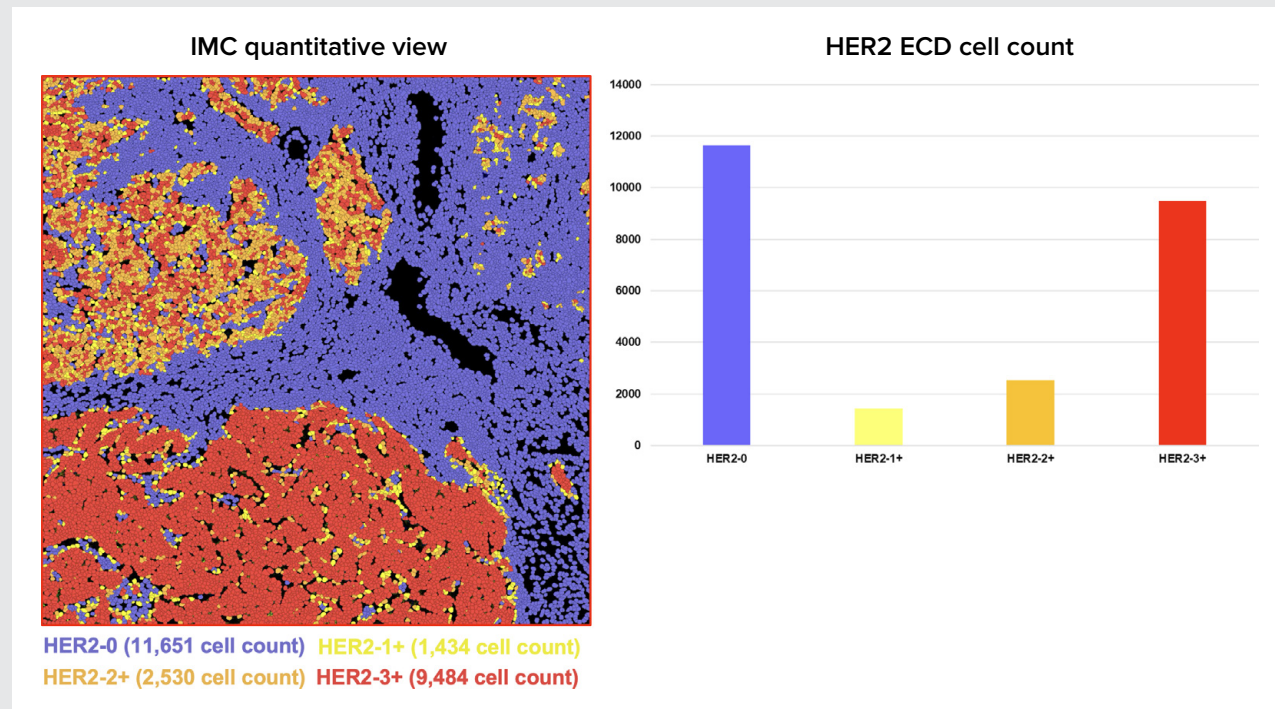 IMC quantitative view
HER2-0 (11,651 cell count) HER2-1+ (1,434 cell count)
HER2-2+ (2,530 cell count) HER2-3+ (9,484 cell count)
HER2 ECD cell count
14000
12000
10000
8000
6000
4000
2000
0
HER2-0 HER2-1+ HER2-2+ HER2-3+